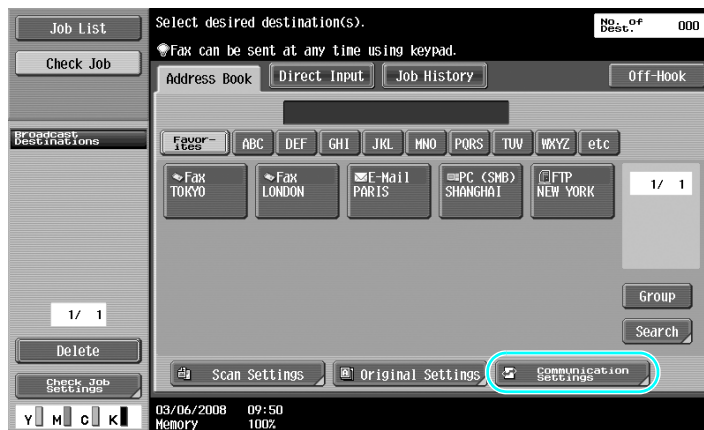 Job List
Check Job
Select desired destination(s).
Fax can be sent at any time using keypad.
No. of
Dest.
000
Address Book
Direct Input
Job History
Off-Hook
Broadcast
Destinations
Favor-
ites
ABC
DEF
GHI
JKL
MNO
PQRS
TUV
WXYZ
etc
Fax
TOKYO
Fax
LONDON
E-Mail
PARIS
PC (SMB)
SHANGHAI
FTP
NEW YORK
1/ 1
Group
Search
1/ 1
Delete
Check Job
Settings
Scan Settings
Original Settings
Communication
Settings
Y M C K
03/06/2008 09:50
Memory 100%